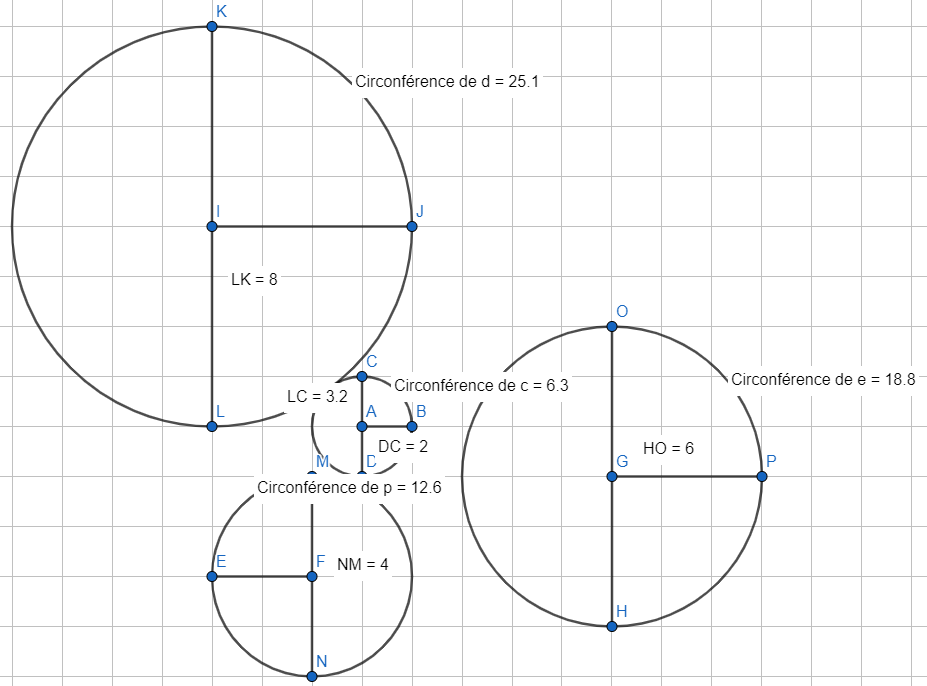 K
Circonférence de d = 25.1
I
J
LK = 8
O
C
Circonférence de e = 18.8
Circonférence de c = 6.3
LC = 3.2
L
A
B
DC = 2
HO = 6
M
D
G
P
Circonférence de p = 12.6
E
F
NM = 4
H
N